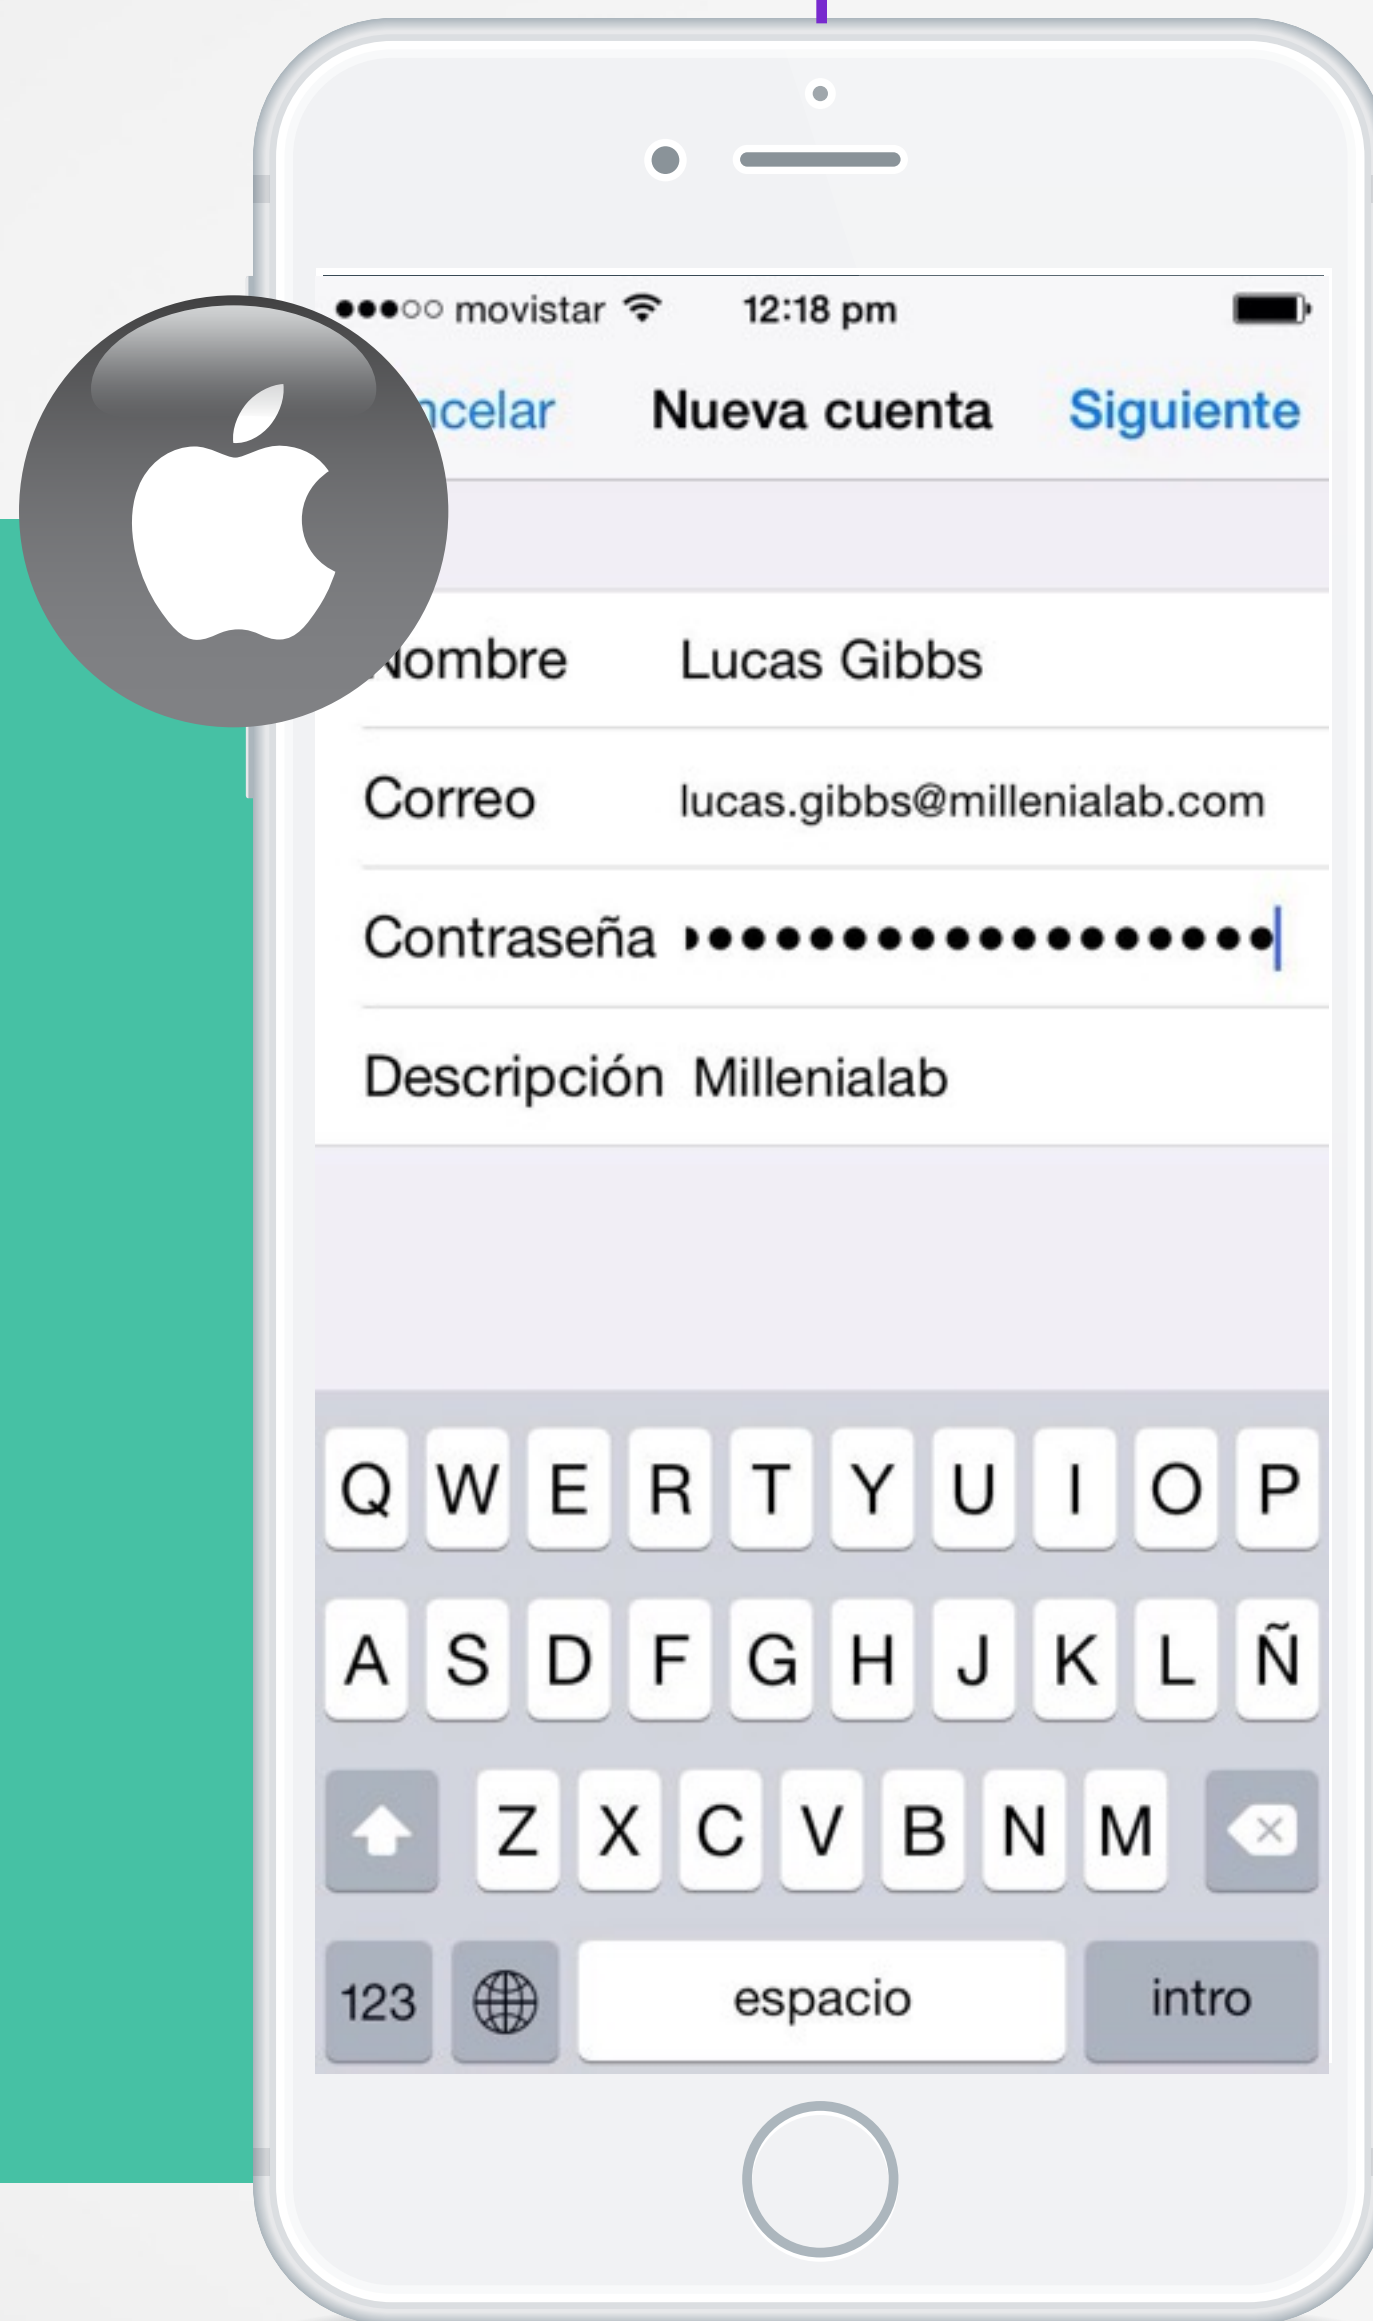 movistar 12:18 pm
ncelar Nueva cuenta Siguiente
Nombre Lucas Gibbs
Correo lucas.gibbs@millenialab.com
Contraseña ••••••••••••••••••
Descripción Millenialab
Q W E R T Y U I O P
A S D F G H J K L Ñ
Z X C V B N M
123 espacio intro